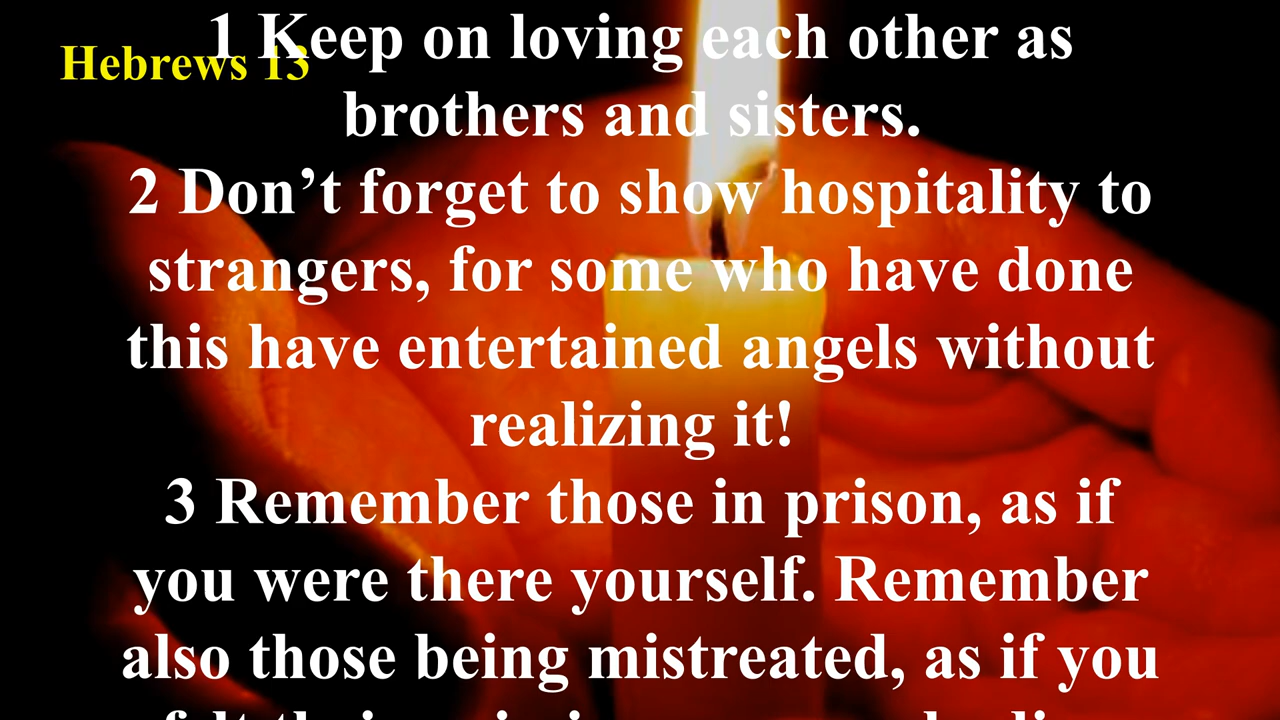 Hebrews 13
1 Keep on loving each other as
brothers and sisters.
2 Don’t forget to show hospitality to
strangers, for some who have done
this have entertained angels without
realizing it!
3 Remember those in prison, as if
you were there yourself. Remember
also those being mistreated, as if you